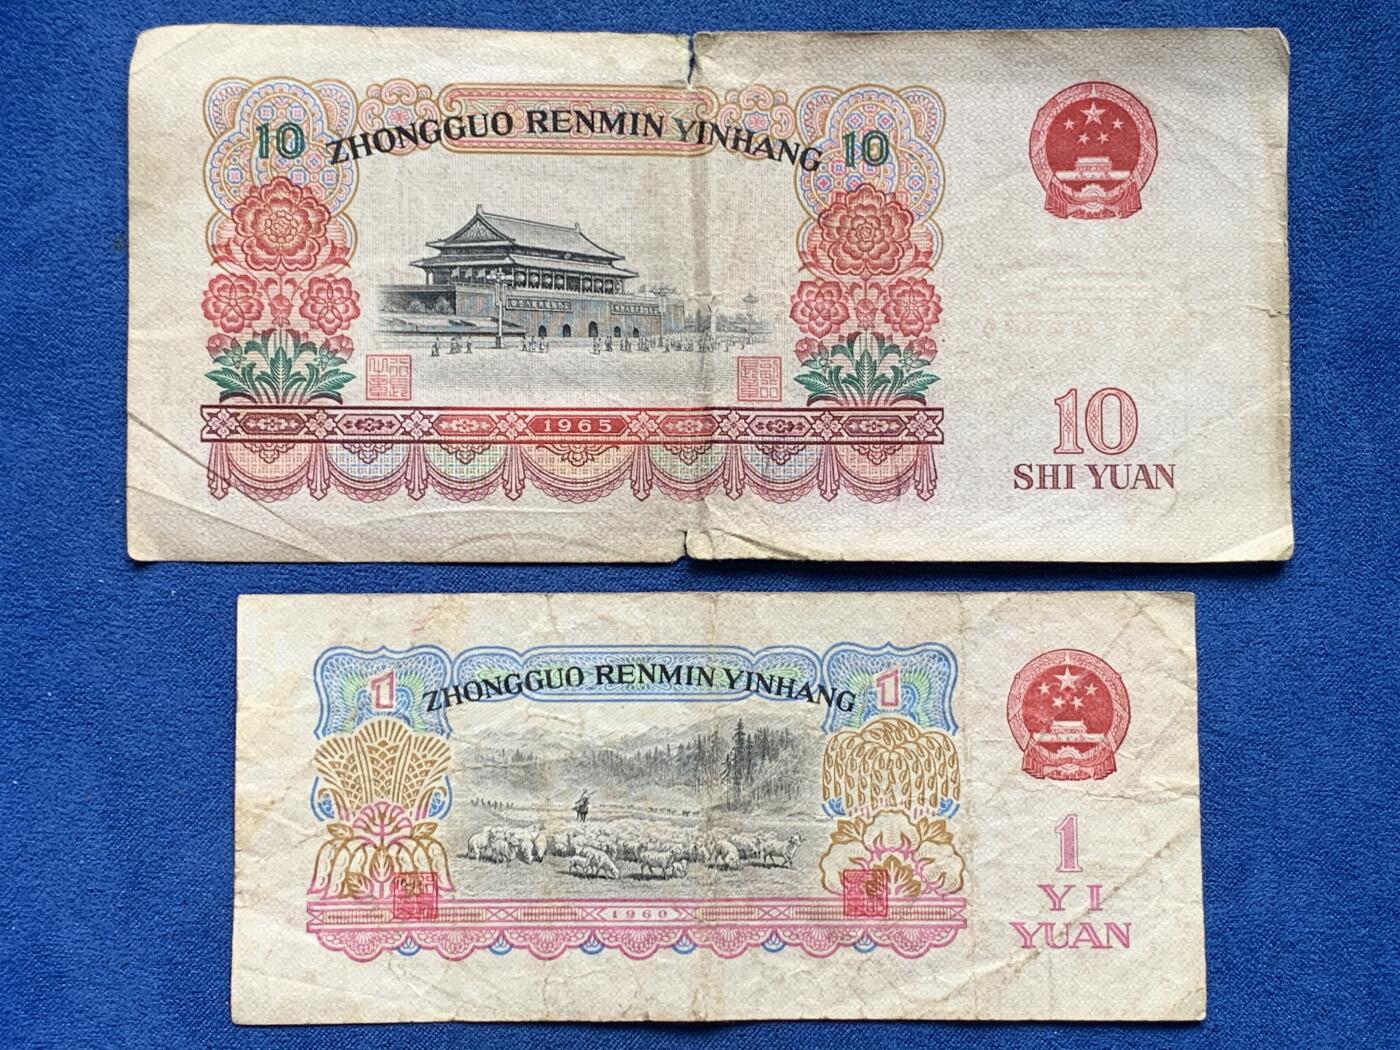 10 ZHONGGUO RENMIN YINHANG 10
1965
10
SHI YUAN
1 ZHONGGUO RENMIN YINHANG 1
1960
1
YI
YUAN